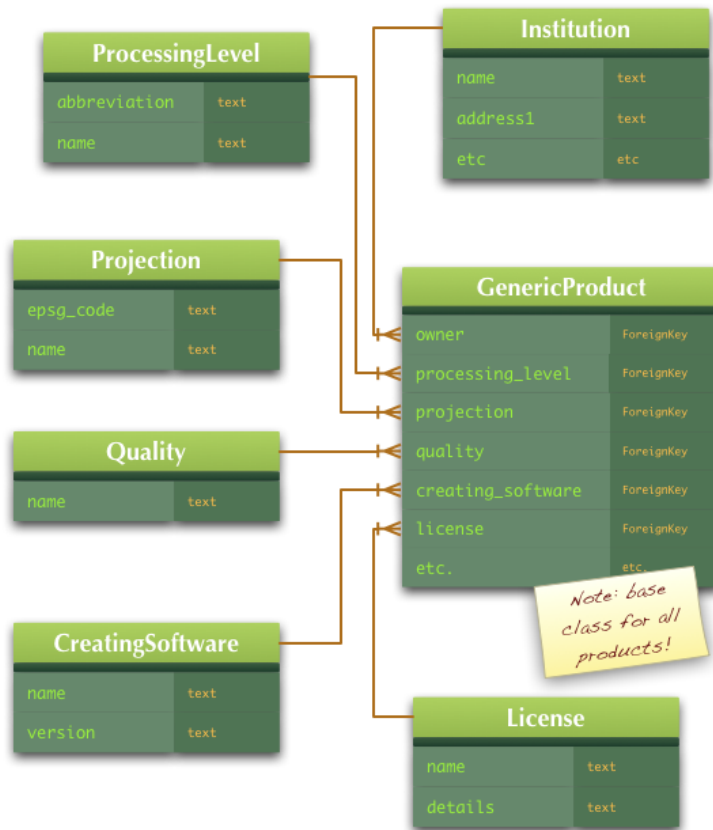 ProcessingLevel
abbreviation text
name text
Institution
name text
address1 text
etc etc
Projection
epsg_code text
name text
GenericProduct
owner ForeignKey
processing_level ForeignKey
projection ForeignKey
quality ForeignKey
creating_software ForeignKey
license ForeignKey
etc. etc.
Note: base
class for all
products!
Quality
name text
CreatingSoftware
name text
version text
License
name text
details text